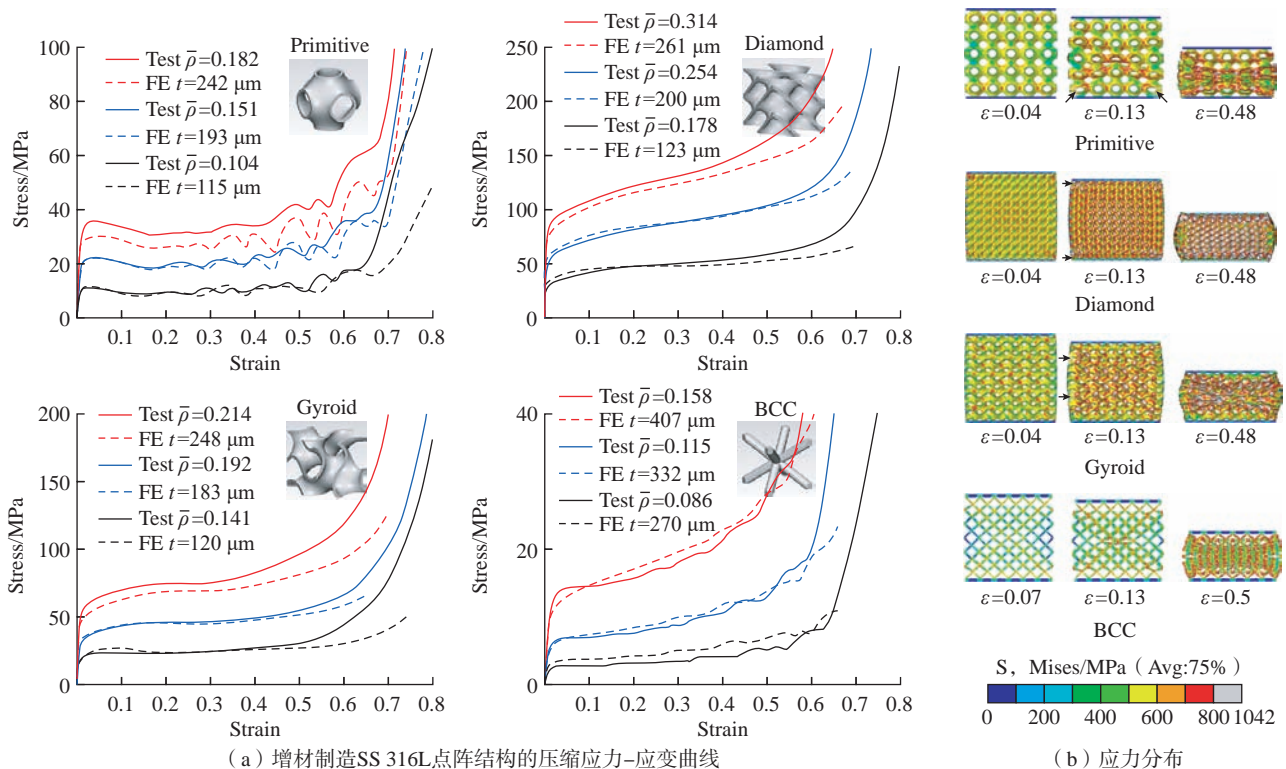 Primitive
Test ρ̄=0.182
FE t=242 μm
Test ρ̄=0.151
FE t=193 μm
Test ρ̄=0.104
FE t=115 μm
Stress/MPa
100
80
60
40
20
0
0.1 0.2 0.3 0.4 0.5 0.6 0.7 0.8
Strain
Diamond
Test ρ̄=0.314
FE t=261 μm
Test ρ̄=0.254
FE t=200 μm
Test ρ̄=0.178
FE t=123 μm
Stress/MPa
250
200
150
100
50
0
0.1 0.2 0.3 0.4 0.5 0.6 0.7 0.8
Strain
Gyroid
Test ρ̄=0.214
FE t=248 μm
Test ρ̄=0.192
FE t=183 μm
Test ρ̄=0.141
FE t=120 μm
Stress/MPa
200
150
100
50
0
0.1 0.2 0.3 0.4 0.5 0.6 0.7 0.8
Strain
BCC
Test ρ̄=0.158
FE t=407 μm
Test ρ̄=0.115
FE t=332 μm
Test ρ̄=0.086
FE t=270 μm
Stress/MPa
40
20
0
0.1 0.2 0.3 0.4 0.5 0.6 0.7 0.8
Strain
（a）增材制造SS 316L点阵结构的压缩应力–应变曲线
ε=0.04 ε=0.13 ε=0.48
Primitive
ε=0.04 ε=0.13 ε=0.48
Diamond
ε=0.04 ε=0.13 ε=0.48
Gyroid
ε=0.07 ε=0.13 ε=0.5
BCC
S，Mises/MPa（Avg:75%）
0 200 400 600 800 1042
（b）应力分布